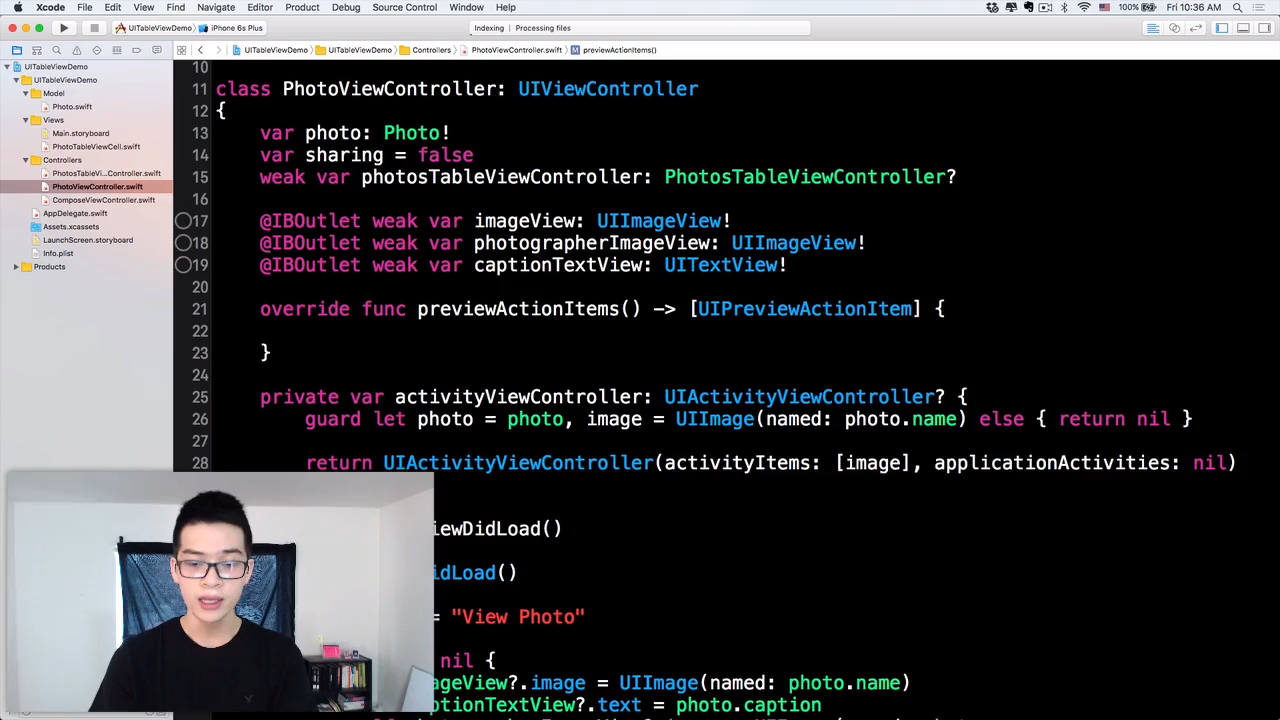 Xcode File Edit View Find Navigate Editor Product Debug Source Control Window Help 100% Fri 10:36 AM
UITableViewDemo iPhone 6s Plus Indexing Processing files
UITableViewDemo UITableViewDemo Controllers PhotoViewController.swift M previewActionItems()
UITableViewDemo
UITableViewDemo
Model
Photo.swift
Views
Main.storyboard
PhotoTableViewCell.swift
Controllers
PhotosTableVi...Controller.swift
PhotoViewController.swift
ComposeViewController.swift
AppDelegate.swift
Assets.xcassets
LaunchScreen.storyboard
Info.plist
Products
10
11 class PhotoViewController: UIViewController
12 {
13 var photo: Photo!
14 var sharing = false
15 weak var photosTableViewController: PhotosTableViewController?
16
17 @IBOutlet weak var imageView: UIImageView!
18 @IBOutlet weak var photographerImageView: UIImageView!
19 @IBOutlet weak var captionTextView: UITextView!
20
21 override func previewActionItems() -> [UIPreviewActionItem] {
22
23 }
24
25 private var activityViewController: UIActivityViewController? {
26 guard let photo = photo, image = UIImage(named: photo.name) else { return nil }
27
28 return UIActivityViewController(activityItems: [image], applicationActivities: nil)
iewDidLoad()
idLoad()
= "View Photo"
nil {
ageView?.image = UIImage(named: photo.name)
ptionTextView?.text = photo.caption